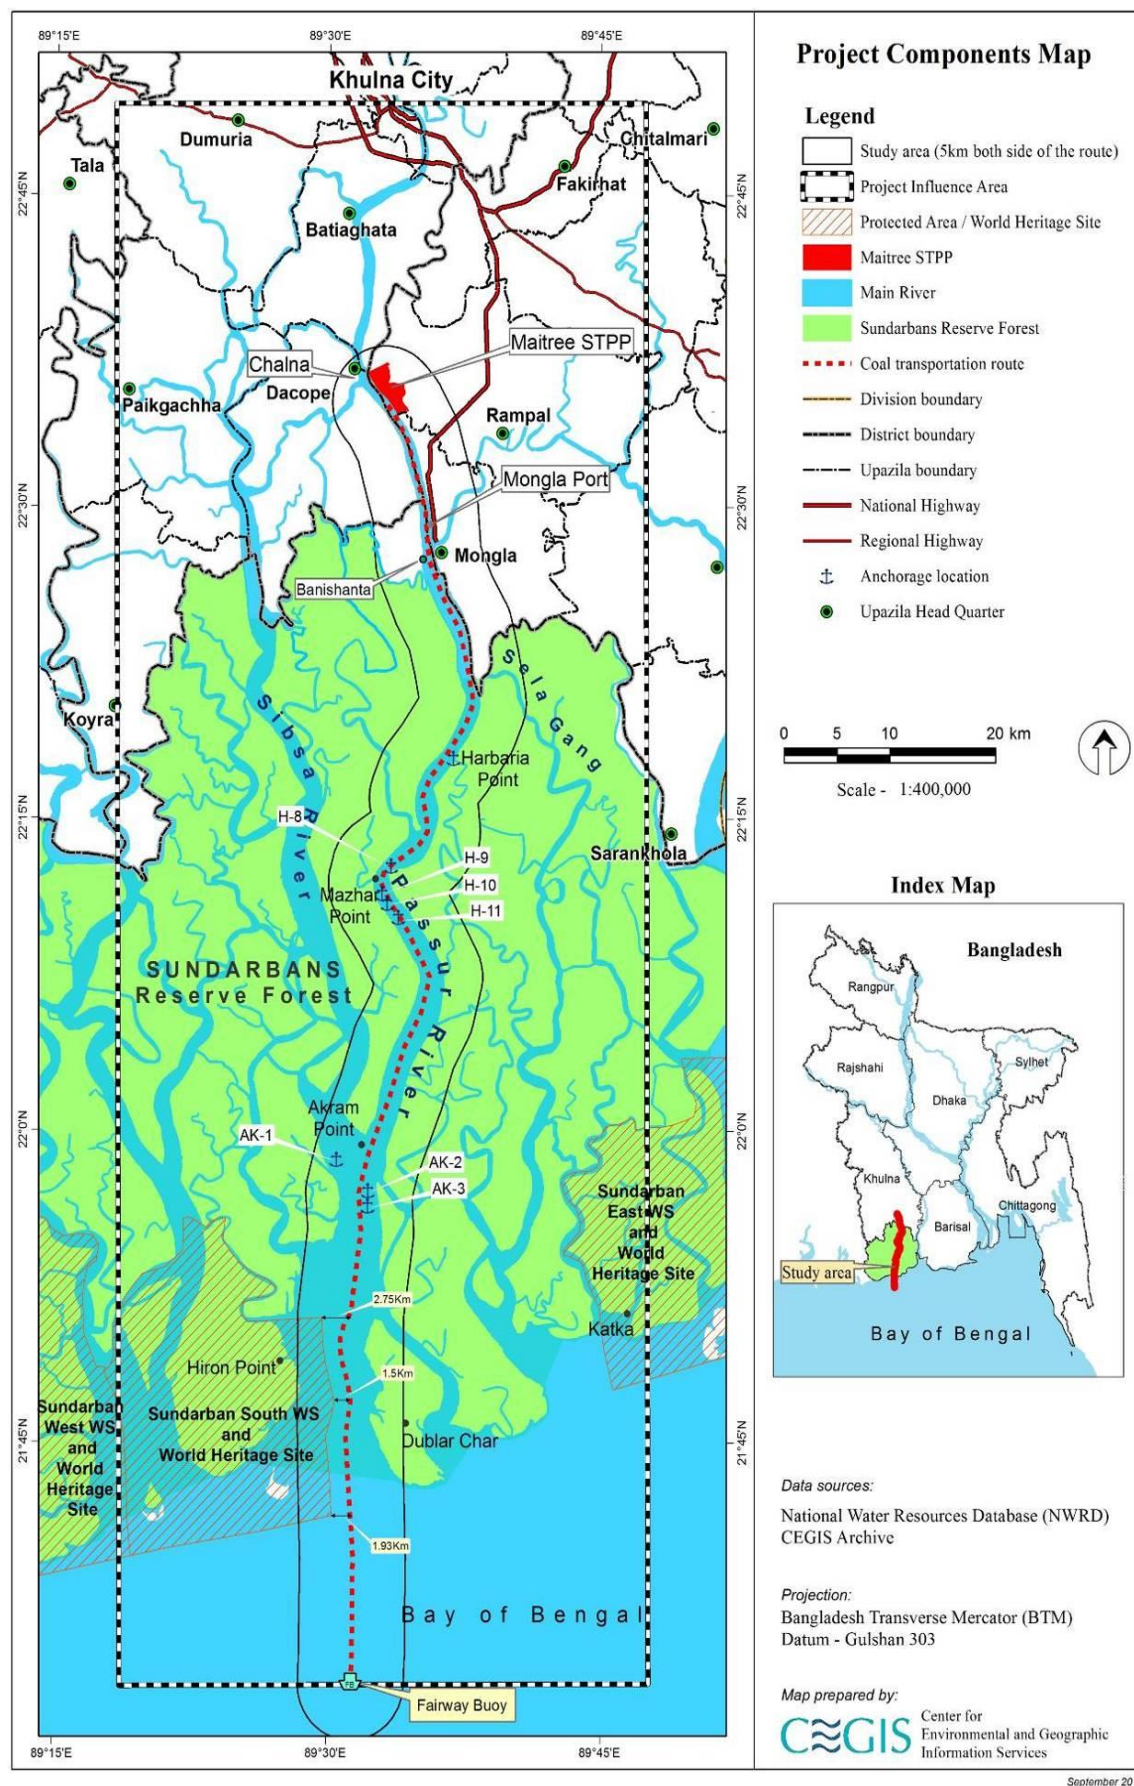 89°15'E
89°30'E
89°45'E
Khulna City
Dumuria
Chitalmari
Tala
Fakirhat
22°45'N
22°45'N
Batiaghata
Maitree STPP
Chalna
Dacope
Paikgachha
Rampal
Mongla Port
22°30'N
22°30'N
Mongla
Banishanta
Sela Gang
Koyra
Sibsa River
Harbaria
Point
22°15'N
22°15'N
H-8
Sarankhola
H-9
H-10
H-11
Mazhar
Point
Passur River
SUNDARBANS
Reserve Forest
Akram
Point
22°0'N
22°0'N
AK-1
AK-2
AK-3
Sundarban
East WS
and
World
Heritage Site
2.75Km
Katka
Hiron Point
1.5Km
Sundarban
West WS
and
World
Heritage
Site
Sundarban South WS
and
World Heritage Site
Dublar Char
21°45'N
21°45'N
1.93Km
Bay of Bengal
FB
Fairway Buoy
89°15'E
89°30'E
89°45'E
Project Components Map
Legend
Study area (5km both side of the route)
Project Influence Area
Protected Area / World Heritage Site
Maitree STPP
Main River
Sundarbans Reserve Forest
Coal transportation route
Division boundary
District boundary
Upazila boundary
National Highway
Regional Highway
Anchorage location
Upazila Head Quarter
0 5 10 20 km
Scale - 1:400,000
Index Map
Bangladesh
Rangpur
Rajshahi
Sylhet
Dhaka
Khulna
Chittagong
Barisal
Study area
Bay of Bengal
Data sources:
National Water Resources Database (NWRD)
CEGIS Archive
Projection:
Bangladesh Transverse Mercator (BTM)
Datum - Gulshan 303
Map prepared by:
CEGIS
Center for
Environmental and Geographic
Information Services
September 20